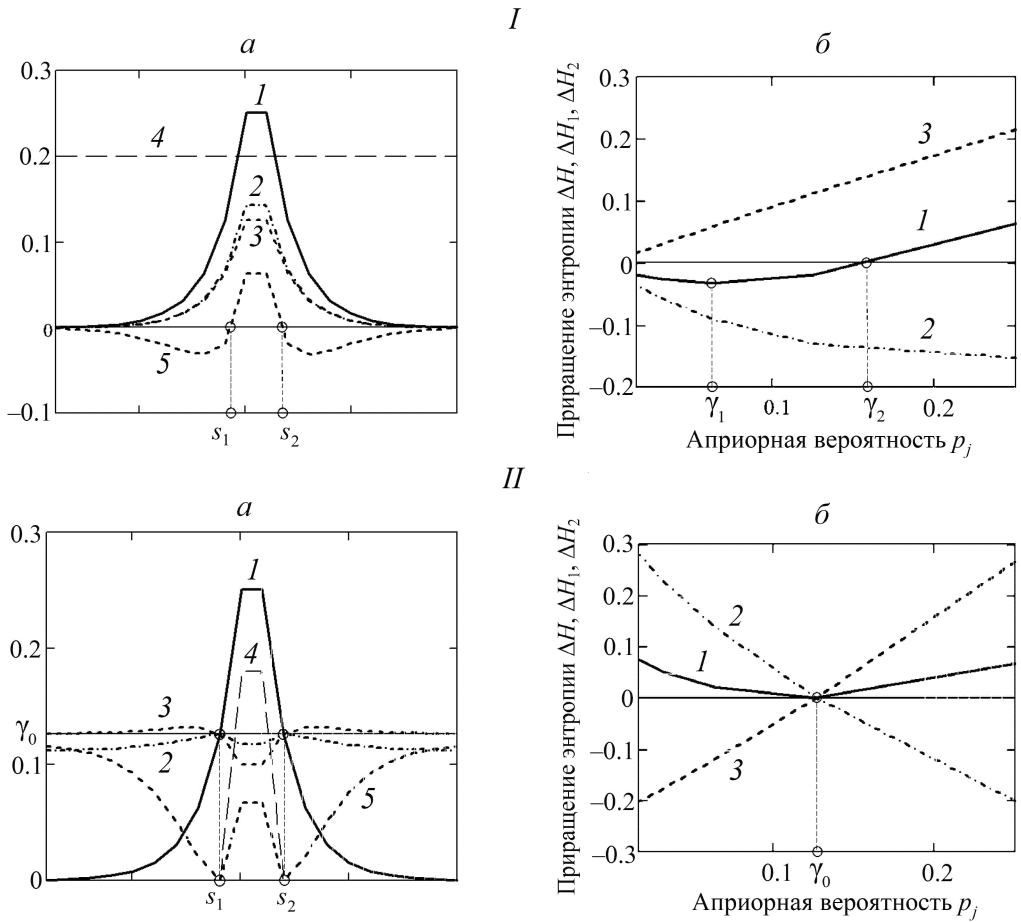 I
а
0.3
0.2
0.1
0
–0.1
1
4
2
3
5
s₁
s₂
б
Приращение энтропии ΔH, ΔH₁, ΔH₂
0.3
0.2
0.1
0
–0.1
–0.2
3
1
2
γ₁
0.1
γ₂
0.2
Априорная вероятность pⱼ
II
а
0.3
0.2
γ₀
0.1
0
1
4
3
2
5
s₁
s₂
б
Приращение энтропии ΔH, ΔH₁, ΔH₂
0.3
0.2
0.1
0
–0.1
–0.2
–0.3
2
1
3
0.1
γ₀
0.2
Априорная вероятность pⱼ